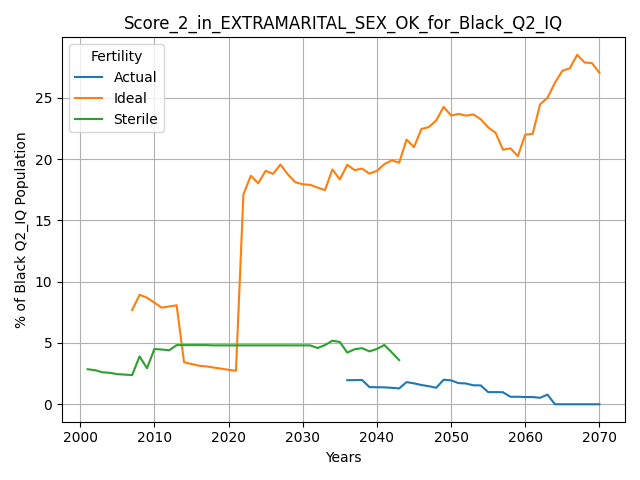 Score_2_in_EXTRAMARITAL_SEX_OK_for_Black_Q2_IQ
Fertility
Actual
Ideal
Sterile
% of Black Q2_IQ Population
25
20
15
10
5
0
2000 2010 2020 2030 2040 2050 2060 2070
Years